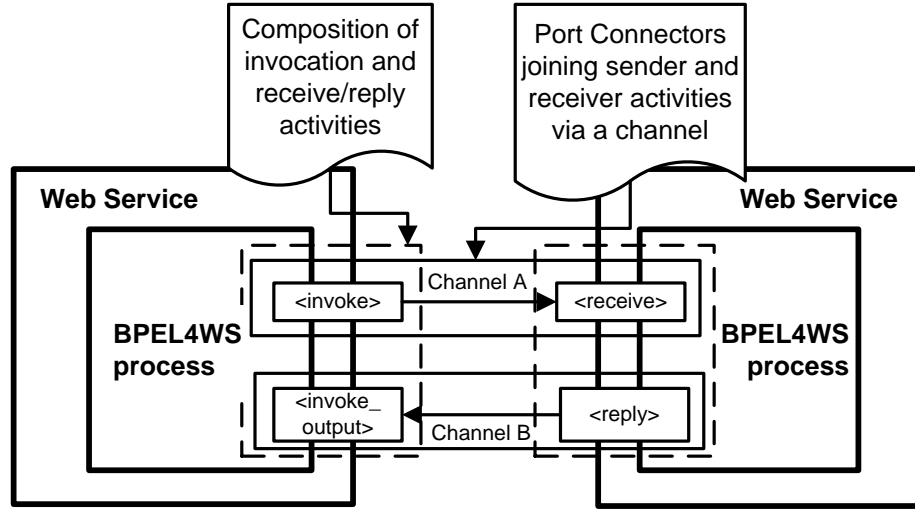 Composition of
invocation and
receive/reply
activities
Port Connectors
joining sender and
receiver activities
via a channel
Web Service
Web Service
Channel A
<invoke>
<receive>
BPEL4WS
process
BPEL4WS
process
<invoke_
output>
<reply>
Channel B